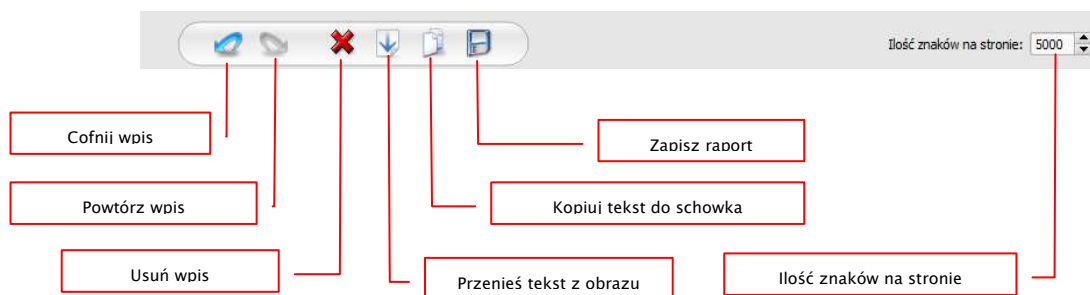 Ilość znaków na stronie: 5000
Cofnij wpis
Zapisz raport
Powtórz wpis
Kopiuj tekst do schowka
Usuń wpis
Przenieś tekst z obrazu
Ilość znaków na stronie